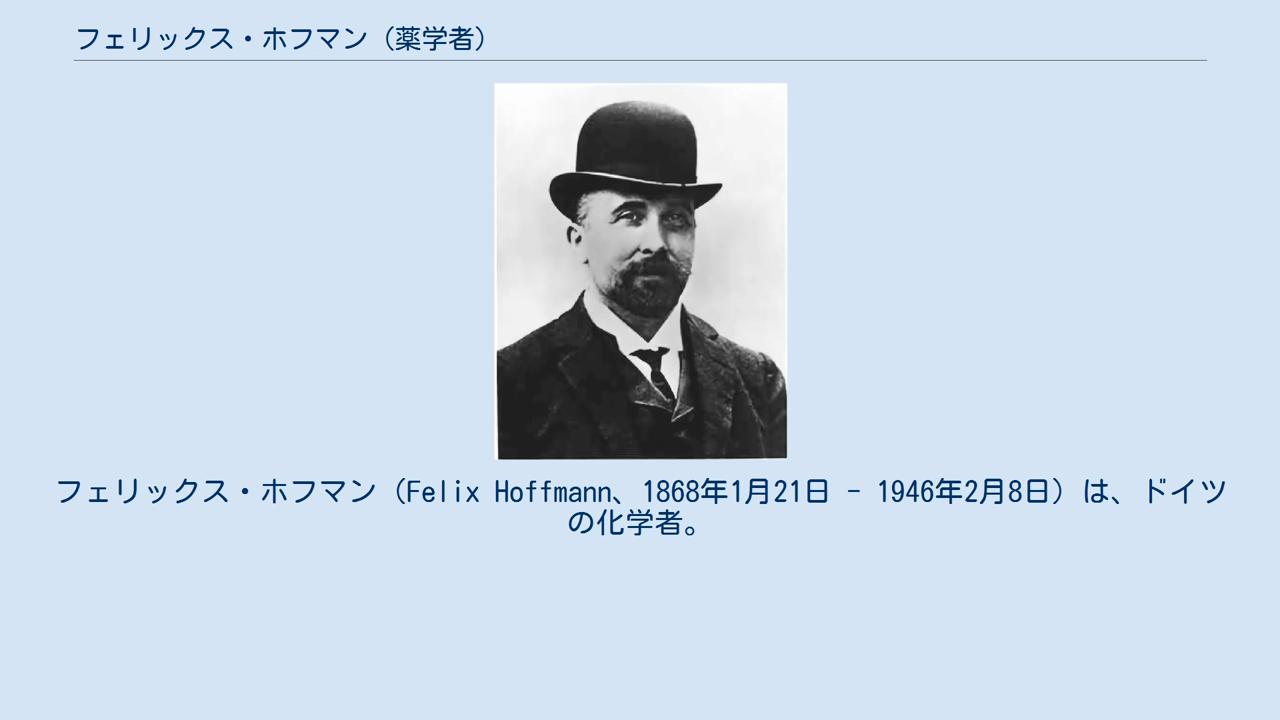 フェリックス・ホフマン（薬学者）
フェリックス・ホフマン（Felix Hoffmann、1868年1月21日 - 1946年2月8日）は、ドイツ
の化学者。